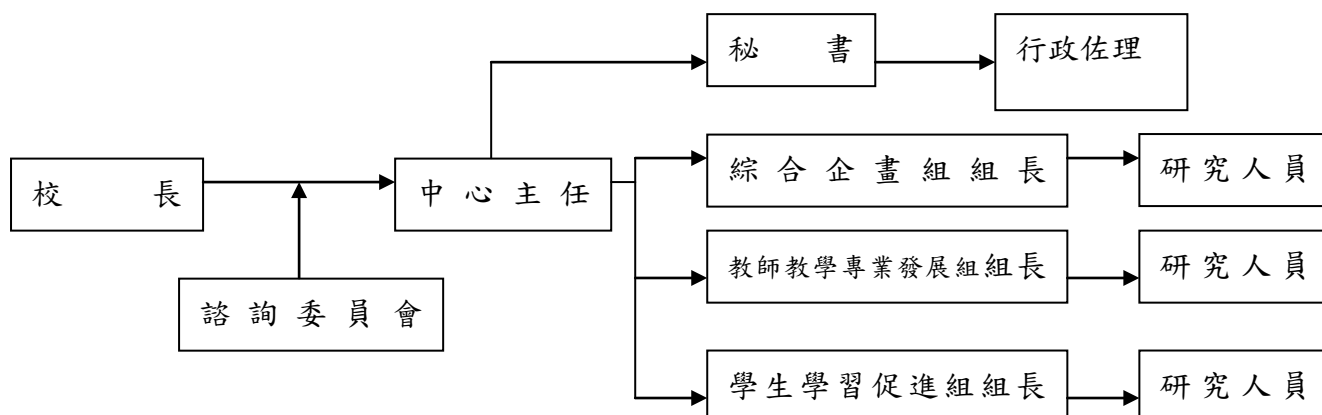 秘書
行政佐理
校長
中心主任
綜合企畫組組長
研究人員
教師教學專業發展組組長
研究人員
諮詢委員會
學生學習促進組組長
研究人員